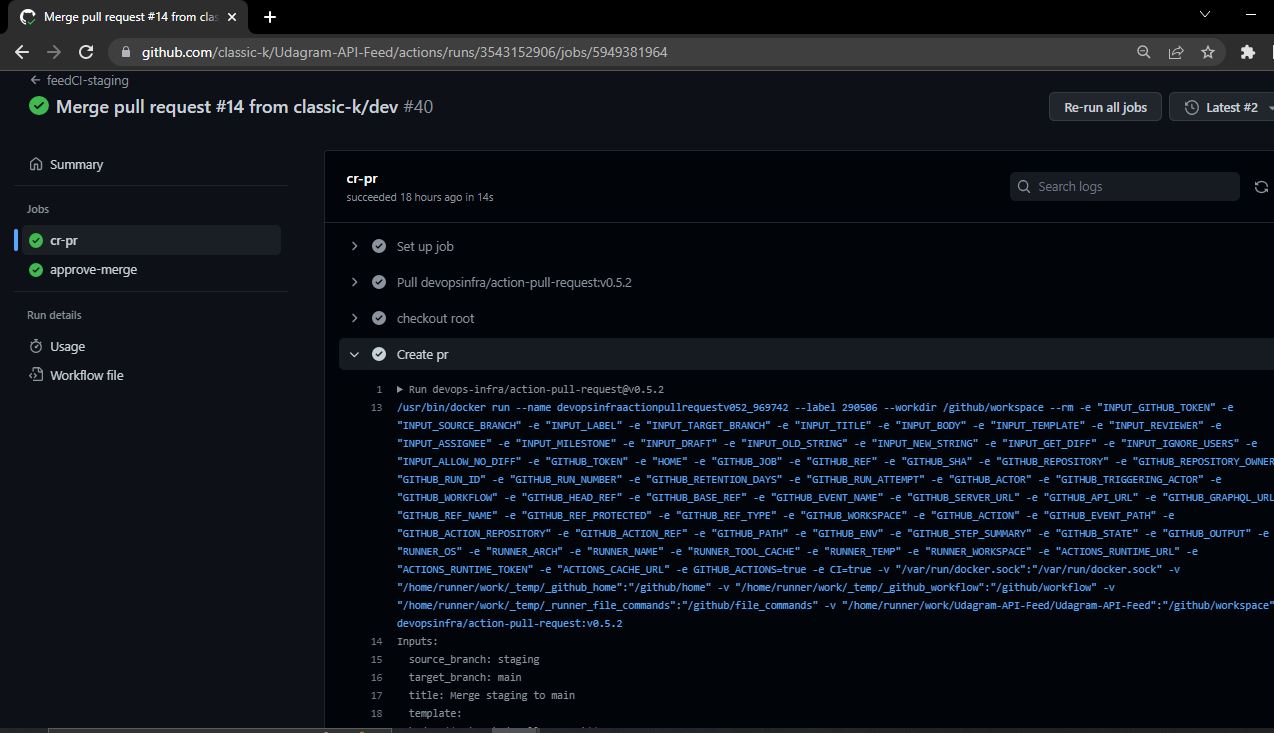 Merge pull request #14 from clas
github.com/classic-k/Udagram-API-Feed/actions/runs/3543152906/jobs/5949381964
feedCI-staging
Merge pull request #14 from classic-k/dev #40
Re-run all jobs
Latest #2
Summary
Jobs
cr-pr
approve-merge
Run details
Usage
Workflow file
cr-pr
succeeded 18 hours ago in 14s
Search logs
Set up job
Pull devopsinfra/action-pull-request:v0.5.2
checkout root
Create pr
1 ▶ Run devops-infra/action-pull-request@v0.5.2
13 /usr/bin/docker run --name devopsinfraactionpullrequestv052_969742 --label 290506 --workdir /github/workspace --rm -e "INPUT_GITHUB_TOKEN" -e
"INPUT_SOURCE_BRANCH" -e "INPUT_LABEL" -e "INPUT_TARGET_BRANCH" -e "INPUT_TITLE" -e "INPUT_BODY" -e "INPUT_TEMPLATE" -e "INPUT_REVIEWER" -e
"INPUT_ASSIGNEE" -e "INPUT_MILESTONE" -e "INPUT_DRAFT" -e "INPUT_OLD_STRING" -e "INPUT_NEW_STRING" -e "INPUT_GET_DIFF" -e "INPUT_IGNORE_USERS" -e
"INPUT_ALLOW_NO_DIFF" -e "GITHUB_TOKEN" -e "HOME" -e "GITHUB_JOB" -e "GITHUB_REF" -e "GITHUB_SHA" -e "GITHUB_REPOSITORY" -e "GITHUB_REPOSITORY_OWNER
"GITHUB_RUN_ID" -e "GITHUB_RUN_NUMBER" -e "GITHUB_RETENTION_DAYS" -e "GITHUB_RUN_ATTEMPT" -e "GITHUB_ACTOR" -e "GITHUB_TRIGGERING_ACTOR" -e
"GITHUB_WORKFLOW" -e "GITHUB_HEAD_REF" -e "GITHUB_BASE_REF" -e "GITHUB_EVENT_NAME" -e "GITHUB_SERVER_URL" -e "GITHUB_API_URL" -e "GITHUB_GRAPHQL_URL
"GITHUB_REF_NAME" -e "GITHUB_REF_PROTECTED" -e "GITHUB_REF_TYPE" -e "GITHUB_WORKSPACE" -e "GITHUB_ACTION" -e "GITHUB_EVENT_PATH" -e
"GITHUB_ACTION_REPOSITORY" -e "GITHUB_ACTION_REF" -e "GITHUB_PATH" -e "GITHUB_ENV" -e "GITHUB_STEP_SUMMARY" -e "GITHUB_STATE" -e "GITHUB_OUTPUT" -e
"RUNNER_OS" -e "RUNNER_ARCH" -e "RUNNER_NAME" -e "RUNNER_TOOL_CACHE" -e "RUNNER_TEMP" -e "RUNNER_WORKSPACE" -e "ACTIONS_RUNTIME_URL" -e
"ACTIONS_RUNTIME_TOKEN" -e "ACTIONS_CACHE_URL" -e GITHUB_ACTIONS=true -e CI=true -v "/var/run/docker.sock":"/var/run/docker.sock" -v
"/home/runner/work/_temp/_github_home":"/github/home" -v "/home/runner/work/_temp/_github_workflow":"/github/workflow" -v
"/home/runner/work/_temp/_runner_file_commands":"/github/file_commands" -v "/home/runner/work/Udagram-API-Feed/Udagram-API-Feed":"/github/workspace"
devopsinfra/action-pull-request:v0.5.2
14 Inputs:
15 source_branch: staging
16 target_branch: main
17 title: Merge staging to main
18 template: